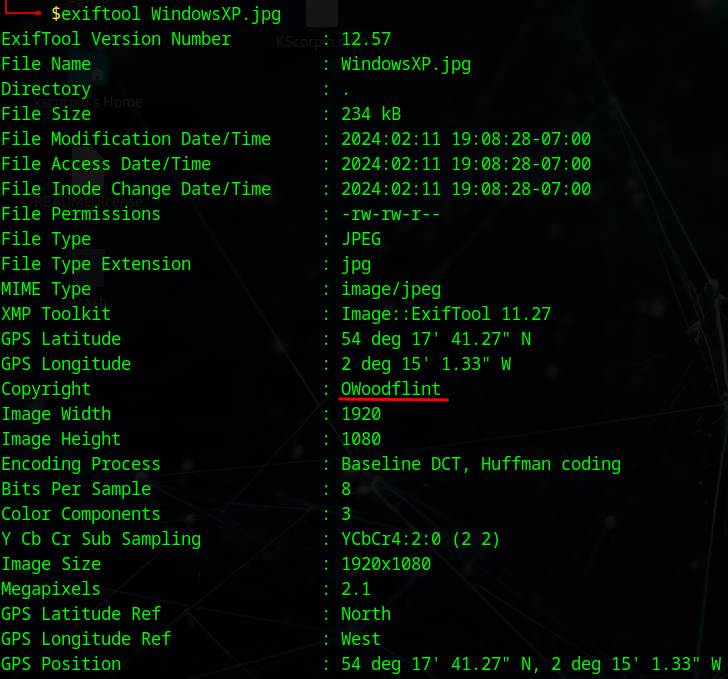 $exiftool WindowsXP.jpg
ExifTool Version Number : 12.57
File Name : WindowsXP.jpg
Directory : .
File Size : 234 kB
File Modification Date/Time : 2024:02:11 19:08:28-07:00
File Access Date/Time : 2024:02:11 19:08:28-07:00
File Inode Change Date/Time : 2024:02:11 19:08:28-07:00
File Permissions : -rw-rw-r--
File Type : JPEG
File Type Extension : jpg
MIME Type : image/jpeg
XMP Toolkit : Image::ExifTool 11.27
GPS Latitude : 54 deg 17' 41.27" N
GPS Longitude : 2 deg 15' 1.33" W
Copyright : OWoodflint
Image Width : 1920
Image Height : 1080
Encoding Process : Baseline DCT, Huffman coding
Bits Per Sample : 8
Color Components : 3
Y Cb Cr Sub Sampling : YCbCr4:2:0 (2 2)
Image Size : 1920x1080
Megapixels : 2.1
GPS Latitude Ref : North
GPS Longitude Ref : West
GPS Position : 54 deg 17' 41.27" N, 2 deg 15' 1.33" W